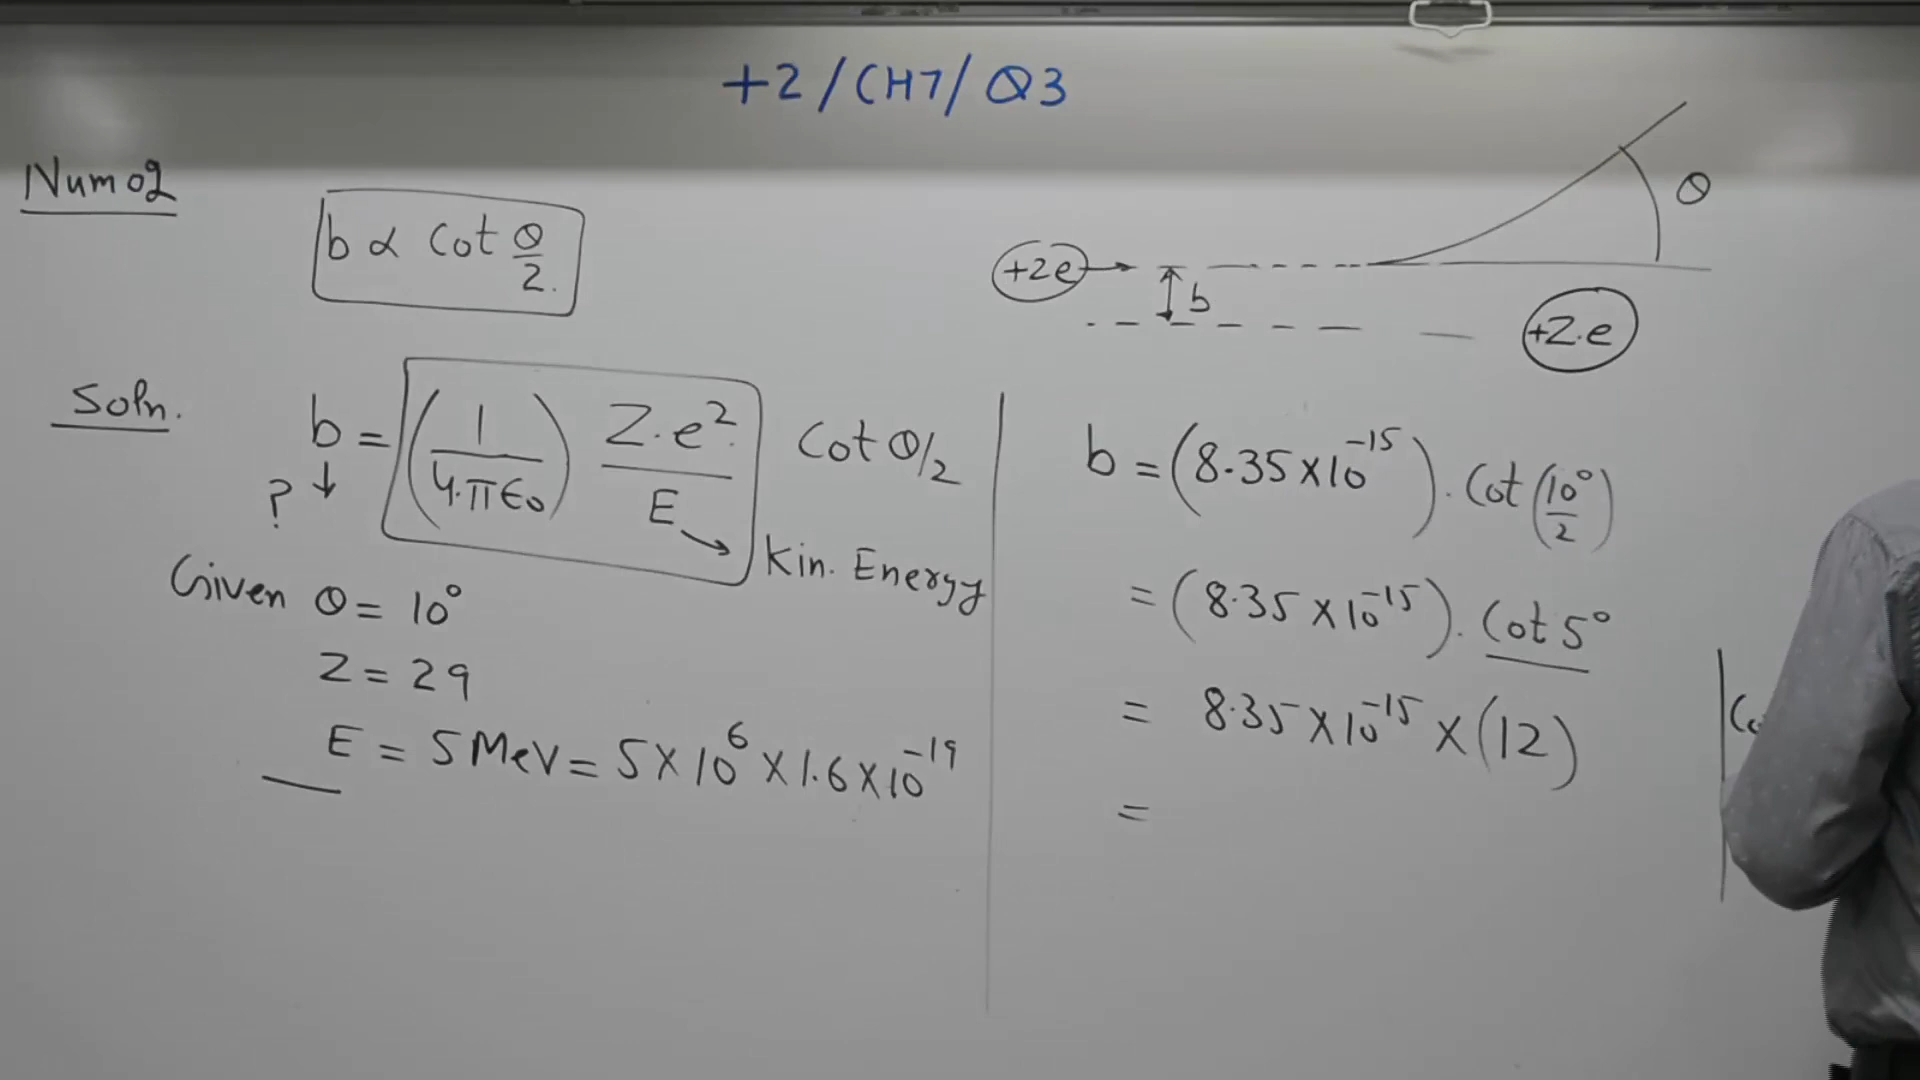 +2/CH7/Q3
Num 02
b ∝ Cot θ/2.
θ
+2e
b
+Z.e
Soln.
b = (1/4.πε₀) Z.e²/E Cot θ/2
?
Kin. Energy
Given θ = 10°
Z = 29
E = 5 MeV = 5 × 10⁶ × 1.6 × 10⁻¹⁹
b = (8.35 × 10⁻¹⁵) . Cot (10°/2)
= (8.35 × 10⁻¹⁵) . Cot 5°
= 8.35 × 10⁻¹⁵ × (12)
=